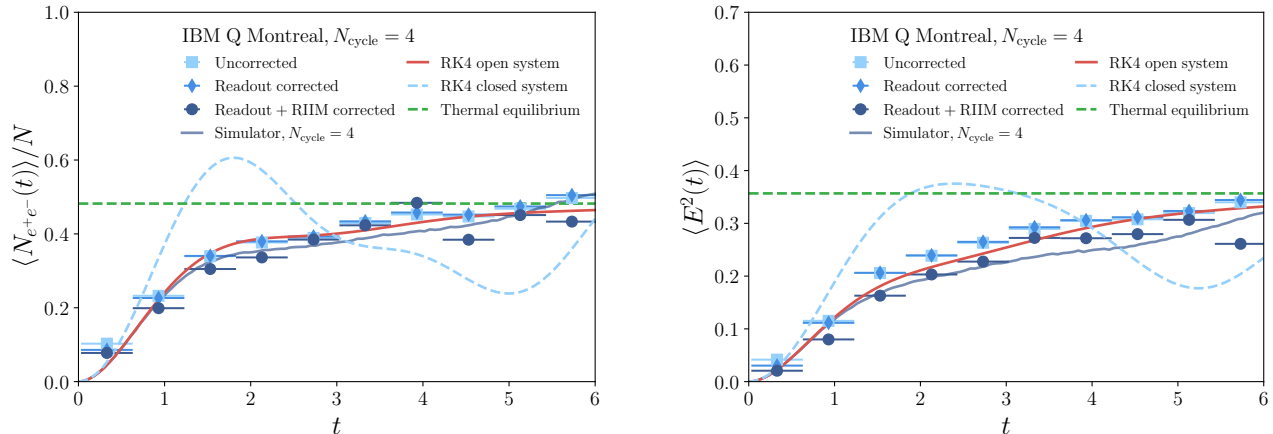 IBM Q Montreal, N_cycle = 4
Uncorrected
Readout corrected
Readout + RIIM corrected
Simulator, N_cycle = 4
RK4 open system
RK4 closed system
Thermal equilibrium
⟨N_{e+e−}(t)⟩/N
1.0
0.8
0.6
0.4
0.2
0.0
0 1 2 3 4 5 6
t
IBM Q Montreal, N_cycle = 4
Uncorrected
Readout corrected
Readout + RIIM corrected
Simulator, N_cycle = 4
RK4 open system
RK4 closed system
Thermal equilibrium
⟨E²(t)⟩
0.7
0.6
0.5
0.4
0.3
0.2
0.1
0.0
0 1 2 3 4 5 6
t